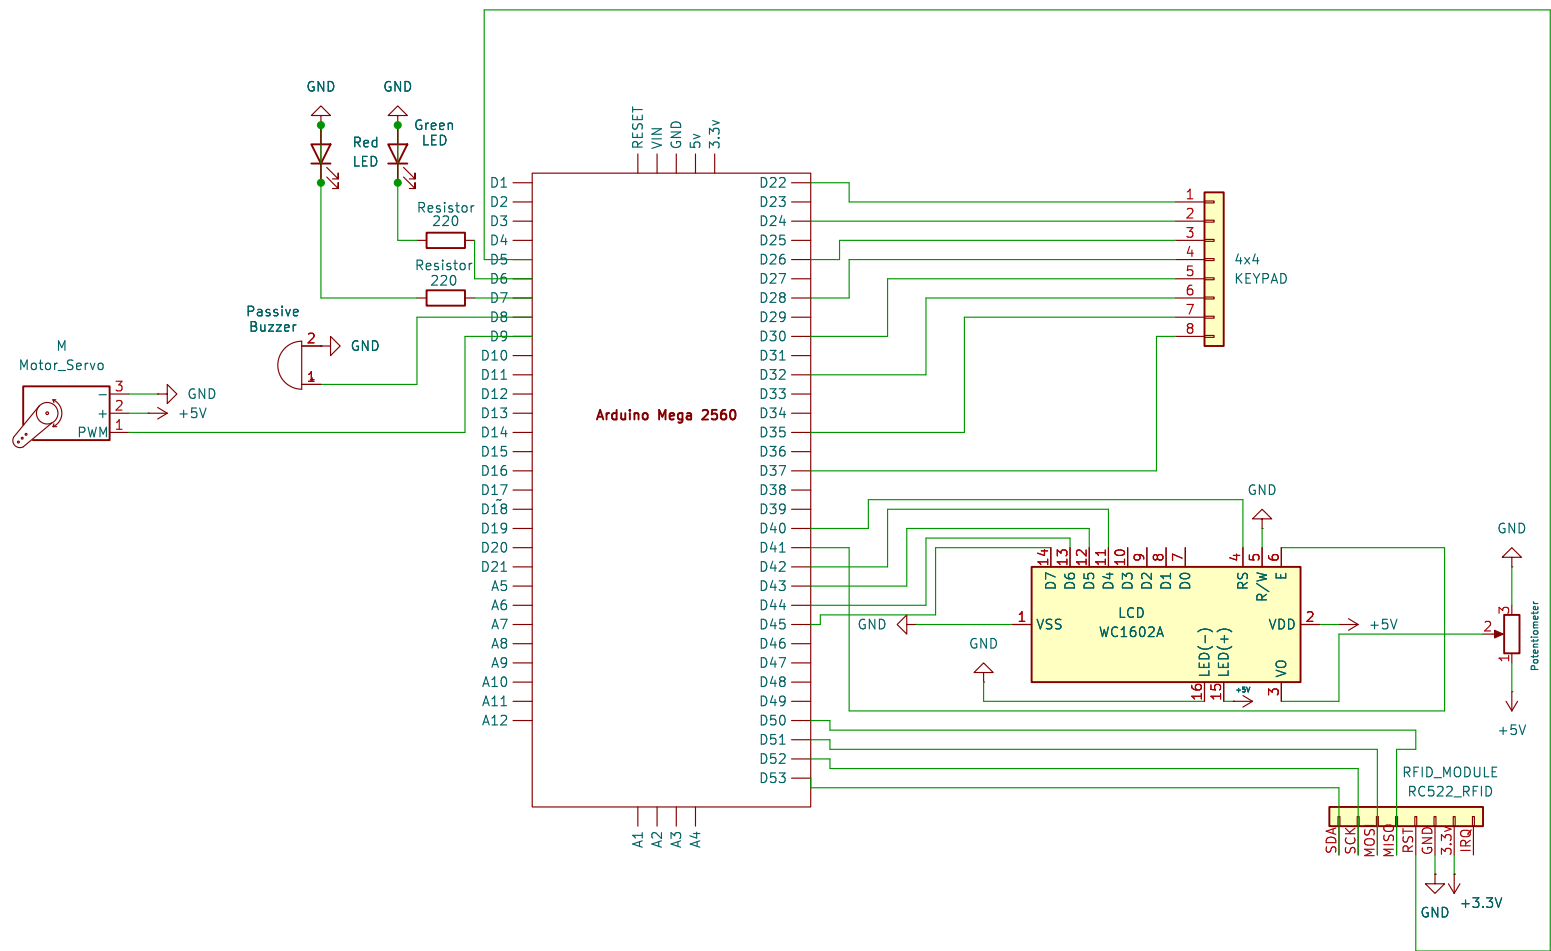 GND
GND
Red
LED
Green
LED
Resistor
220
Resistor
220
Passive
Buzzer
2
1
GND
M
Motor_Servo
3
2
1
-
+
PWM
GND
+5V
RESET
VIN
GND
5v
3.3v
D1
D2
D3
D4
D5
D6
D7
D8
D9
D10
D11
D12
D13
D14
D15
D16
D17
~
D18
D19
D20
D21
A5
A6
A7
A8
A9
A10
A11
A12
Arduino Mega 2560
D22
D23
D24
D25
D26
D27
D28
D29
D30
D31
D32
D33
D34
D35
D36
D37
D38
D39
D40
D41
D42
D43
D44
D45
D46
D47
D48
D49
D50
D51
D52
D53
A1
A2
A3
A4
1
2
3
4
5
6
7
8
4x4
KEYPAD
GND
14
13
12
11
10
9
8
7
4
5
6
D7
D6
D5
D4
D3
D2
D1
D0
RS
R/W
E
LCD
WC1602A
GND
1
VSS
VDD
2
+5V
GND
LED(-)
LED(+)
VO
16
15
3
+5V
GND
3
2
1
Potentiometer
+5V
RFID_MODULE
RC522_RFID
SDA
SCK
MOSI
MISO
RST
GND
3.3v
IRQ
GND
+3.3V